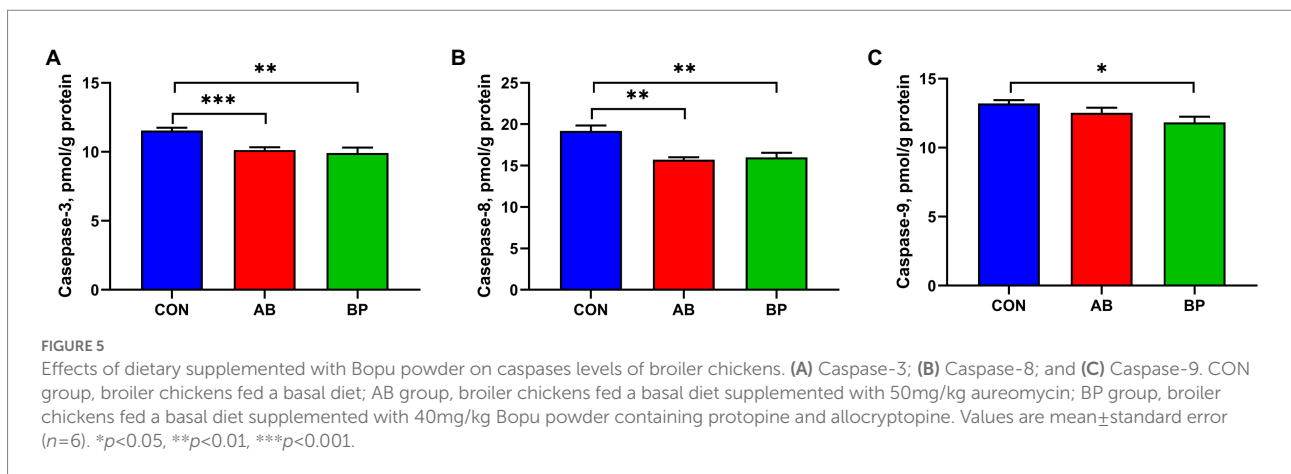 A
Casepase-3, pmol/g protein
15
10
5
0
**
***
CON AB BP
B
Casepase-8, pmol/g protein
25
20
15
10
5
0
**
**
CON AB BP
C
Caspase-9, pmol/g protein
15
10
5
0
*
CON AB BP
FIGURE 5
Effects of dietary supplemented with Bopu powder on caspases levels of broiler chickens. (A) Caspase-3; (B) Caspase-8; and (C) Caspase-9. CON
group, broiler chickens fed a basal diet; AB group, broiler chickens fed a basal diet supplemented with 50mg/kg aureomycin; BP group, broiler
chickens fed a basal diet supplemented with 40mg/kg Bopu powder containing protopine and allocryptopine. Values are mean±standard error
(n=6). *p<0.05, **p<0.01, ***p<0.001.